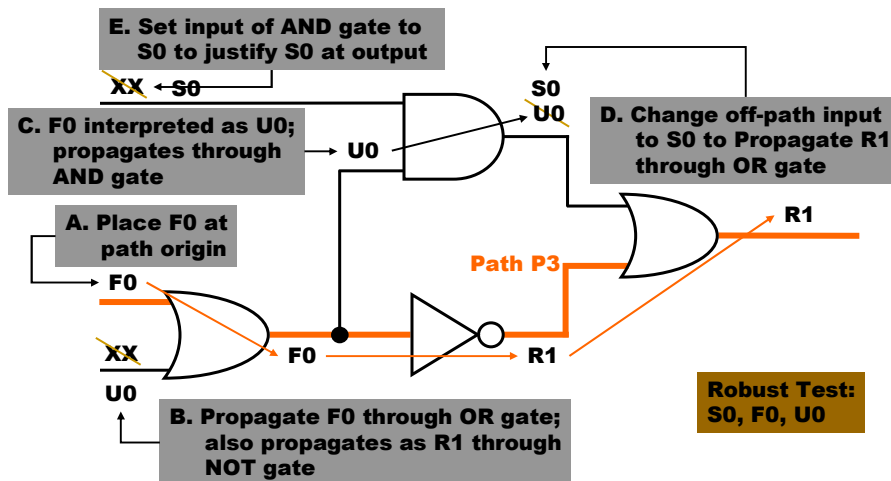 E. Set input of AND gate to
S0 to justify S0 at output
XX S0
S0
U0
C. F0 interpreted as U0;
propagates through
AND gate
U0
D. Change off-path input
to S0 to Propagate R1
through OR gate
A. Place F0 at
path origin
R1
Path P3
F0
XX
F0
R1
U0
B. Propagate F0 through OR gate;
also propagates as R1 through
NOT gate
Robust Test:
S0, F0, U0